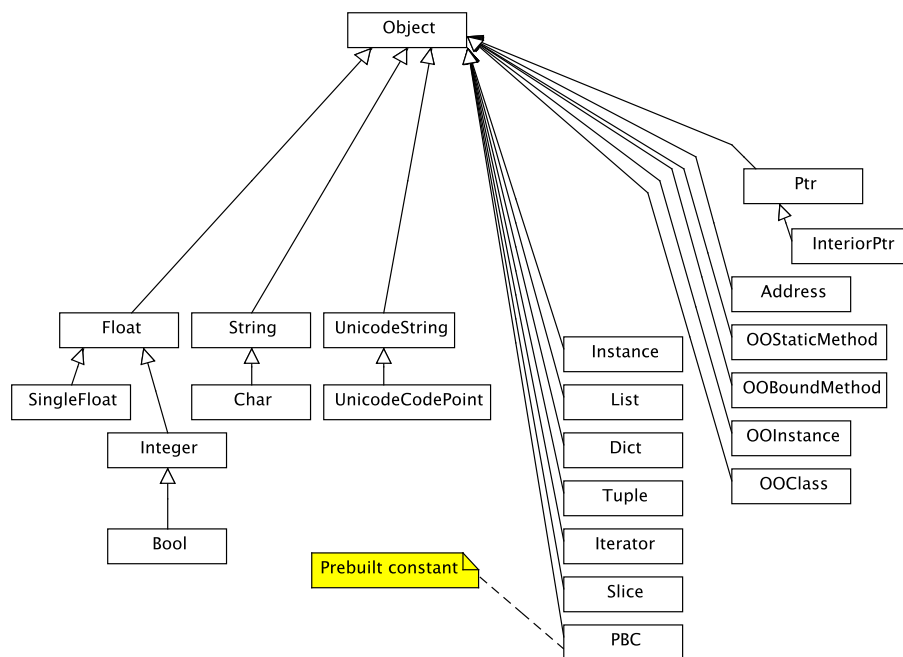 Object
Ptr
InteriorPtr
Address
Float
String
UnicodeString
OOStaticMethod
Instance
OOBoundMethod
SingleFloat
Char
UnicodeCodePoint
List
OOInstance
Integer
Dict
OOClass
Tuple
Bool
Iterator
Prebuilt constant
Slice
PBC